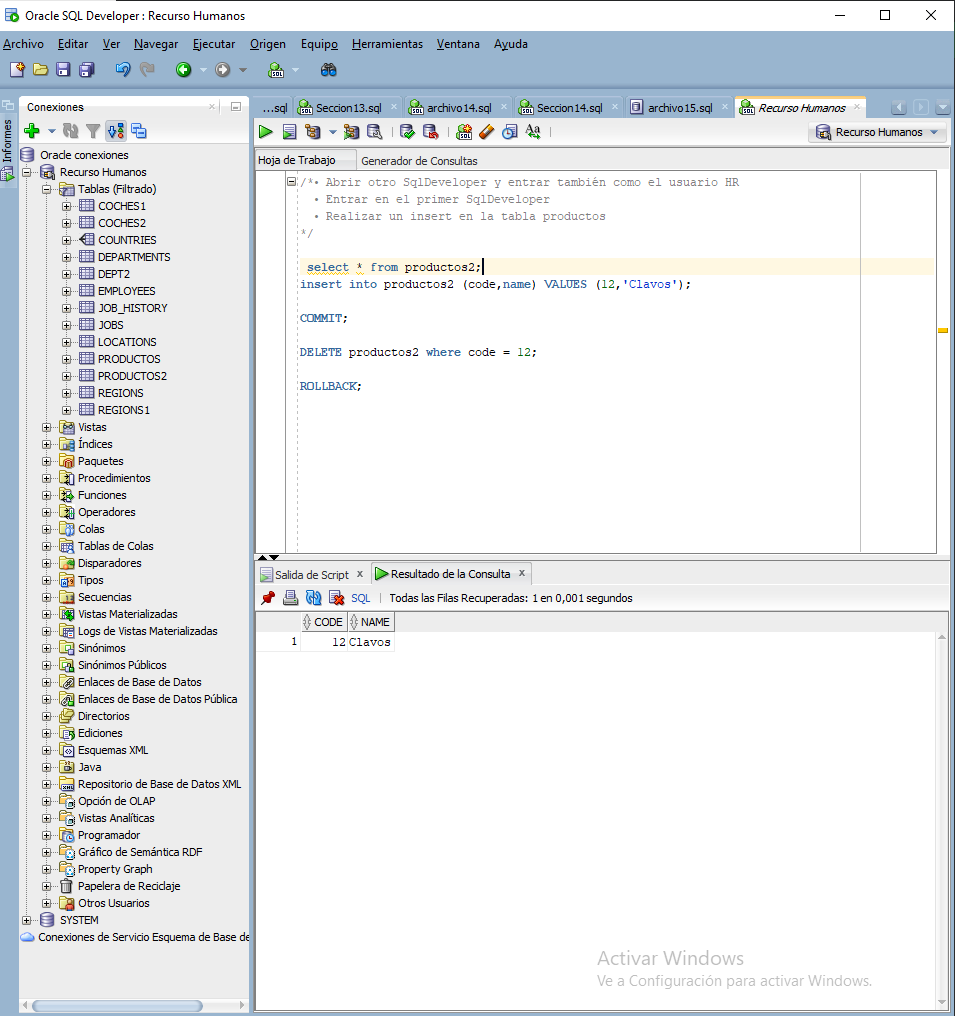 Oracle SQL Developer : Recurso Humanos
Archivo Editar Ver Navegar Ejecutar Origen Equipo Herramientas Ventana Ayuda
Informes
Conexiones
Oracle conexiones
Recurso Humanos
Tablas (Filtrado)
COCHES1
COCHES2
COUNTRIES
DEPARTMENTS
DEPT2
EMPLOYEES
JOB_HISTORY
JOBS
LOCATIONS
PRODUCTOS
PRODUCTOS2
REGIONS
REGIONS1
Vistas
Índices
Paquetes
Procedimientos
Funciones
Operadores
Colas
Tablas de Colas
Disparadores
Tipos
Secuencias
Vistas Materializadas
Logs de Vistas Materializadas
Sinónimos
Sinónimos Públicos
Enlaces de Base de Datos
Enlaces de Base de Datos Pública
Directorios
Ediciones
Esquemas XML
Java
Repositorio de Base de Datos XML
Opción de OLAP
Vistas Analíticas
Programador
Gráfico de Semántica RDF
Property Graph
Papelera de Reciclaje
Otros Usuarios
SYSTEM
Conexiones de Servicio Esquema de Base de
...sql Seccion13.sql archivo14.sql Seccion14.sql archivo15.sql Recurso Humanos
Recurso Humanos
Hoja de Trabajo Generador de Consultas
/*• Abrir otro SqlDeveloper y entrar también como el usuario HR
• Entrar en el primer SqlDeveloper
• Realizar un insert en la tabla productos
*/
select * from productos2;
insert into productos2 (code,name) VALUES (12,'Clavos');
COMMIT;
DELETE productos2 where code = 12;
ROLLBACK;
Salida de Script x Resultado de la Consulta x
SQL | Todas las Filas Recuperadas: 1 en 0,001 segundos
CODE NAME
1 12 Clavos
Activar Windows
Ve a Configuración para activar Windows.